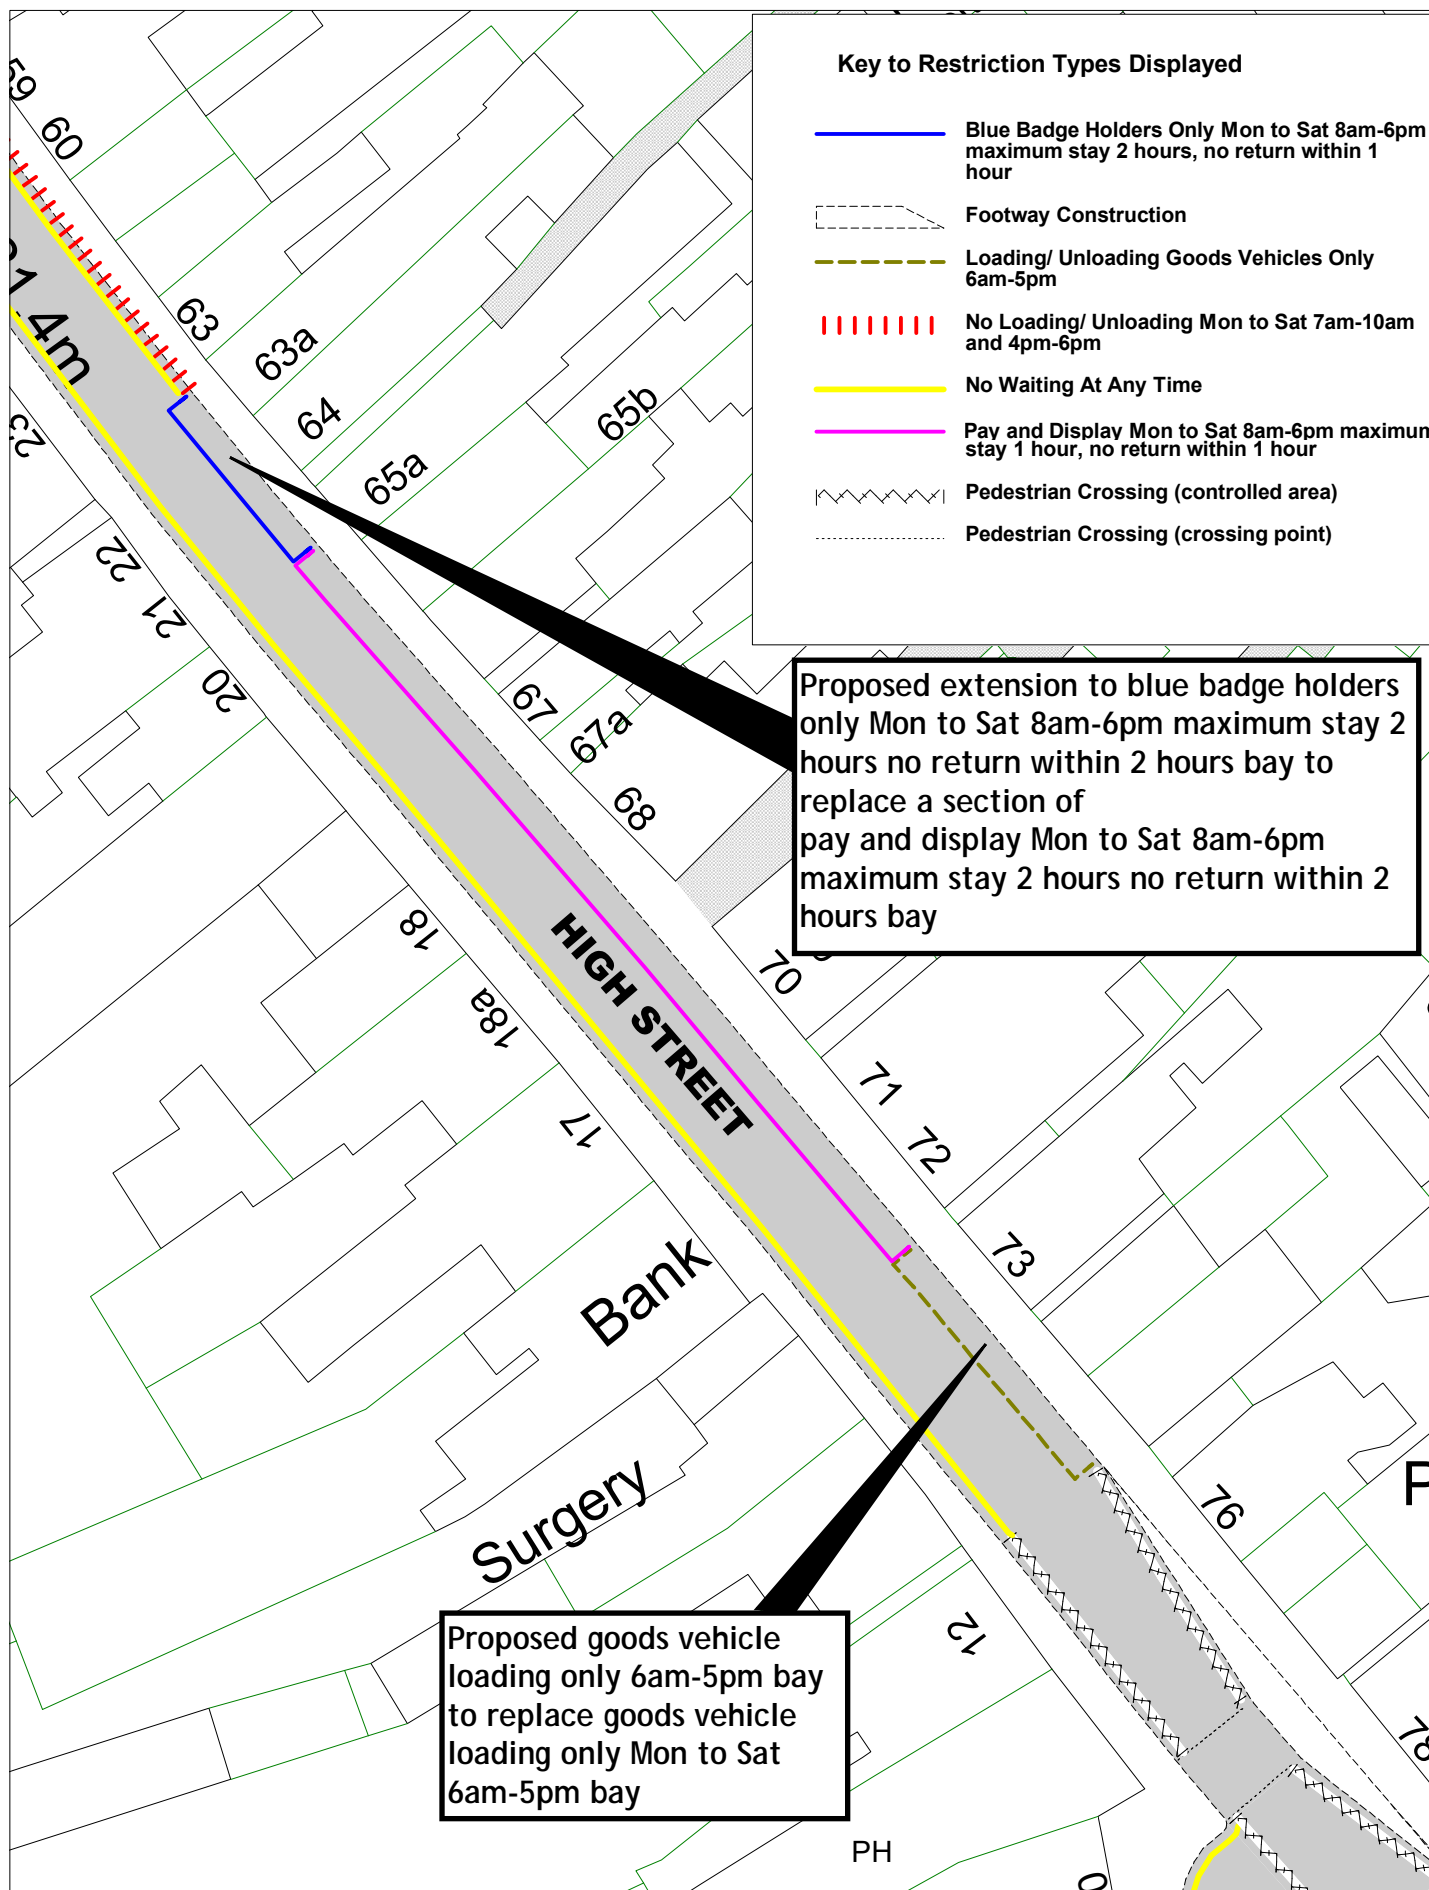 Key to Restriction Types Displayed
Blue Badge Holders Only Mon to Sat 8am-6pm
maximum stay 2 hours, no return within 1
hour
Footway Construction
Loading/ Unloading Goods Vehicles Only
6am-5pm
No Loading/ Unloading Mon to Sat 7am-10am
and 4pm-6pm
No Waiting At Any Time
Pay and Display Mon to Sat 8am-6pm maximum
stay 1 hour, no return within 1 hour
Pedestrian Crossing (controlled area)
Pedestrian Crossing (crossing point)
59
60
63
63a
64
65a
65b
4m
23
22
21
20
67
67a
68
Proposed extension to blue badge holders
only Mon to Sat 8am-6pm maximum stay 2
hours no return within 2 hours bay to
replace a section of
pay and display Mon to Sat 8am-6pm
maximum stay 2 hours no return within 2
hours bay
18
18a
17
HIGH STREET
70
71
72
73
Bank
Surgery
76
P
12
78
Proposed goods vehicle
loading only 6am-5pm bay
to replace goods vehicle
loading only Mon to Sat
6am-5pm bay
PH